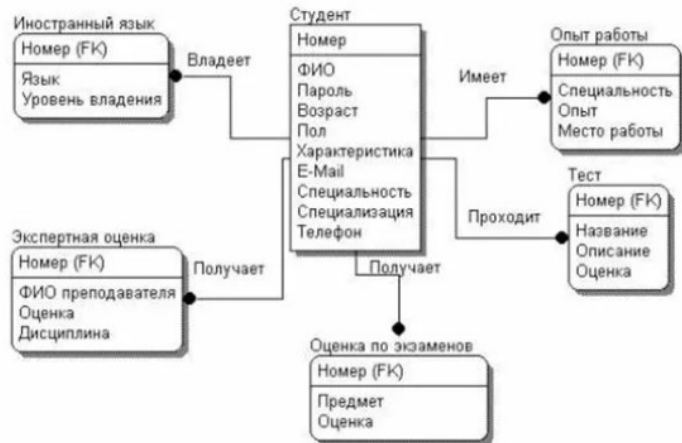 Иностранный язык
Номер (FK)
Язык
Уровень владения
Владеет
Студент
Номер
ФИО
Пароль
Возраст
Пол
Характеристика
E-Mail
Специальность
Специализация
Телефон
Имеет
Опыт работы
Номер (FK)
Специальность
Опыт
Место работы
Проходит
Тест
Номер (FK)
Название
Описание
Оценка
Экспертная оценка
Номер (FK)
ФИО преподавателя
Оценка
Дисциплина
Получает
Получает
Оценка по экзаменов
Номер (FK)
Предмет
Оценка